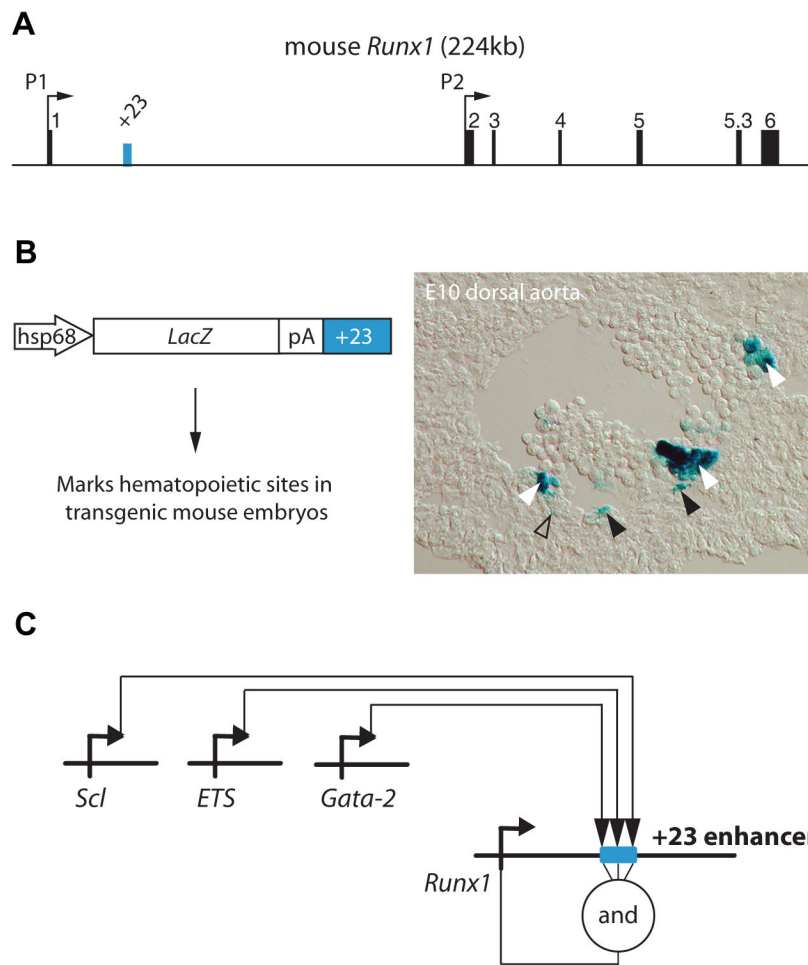 A
mouse Runx1 (224kb)
P1
P2
1
+23
2
3
4
5
5.3
6
B
hsp68
LacZ
pA
+23
Marks hematopoietic sites in
transgenic mouse embryos
E10 dorsal aorta
C
Scl
ETS
Gata-2
+23 enhancer
Runx1
and